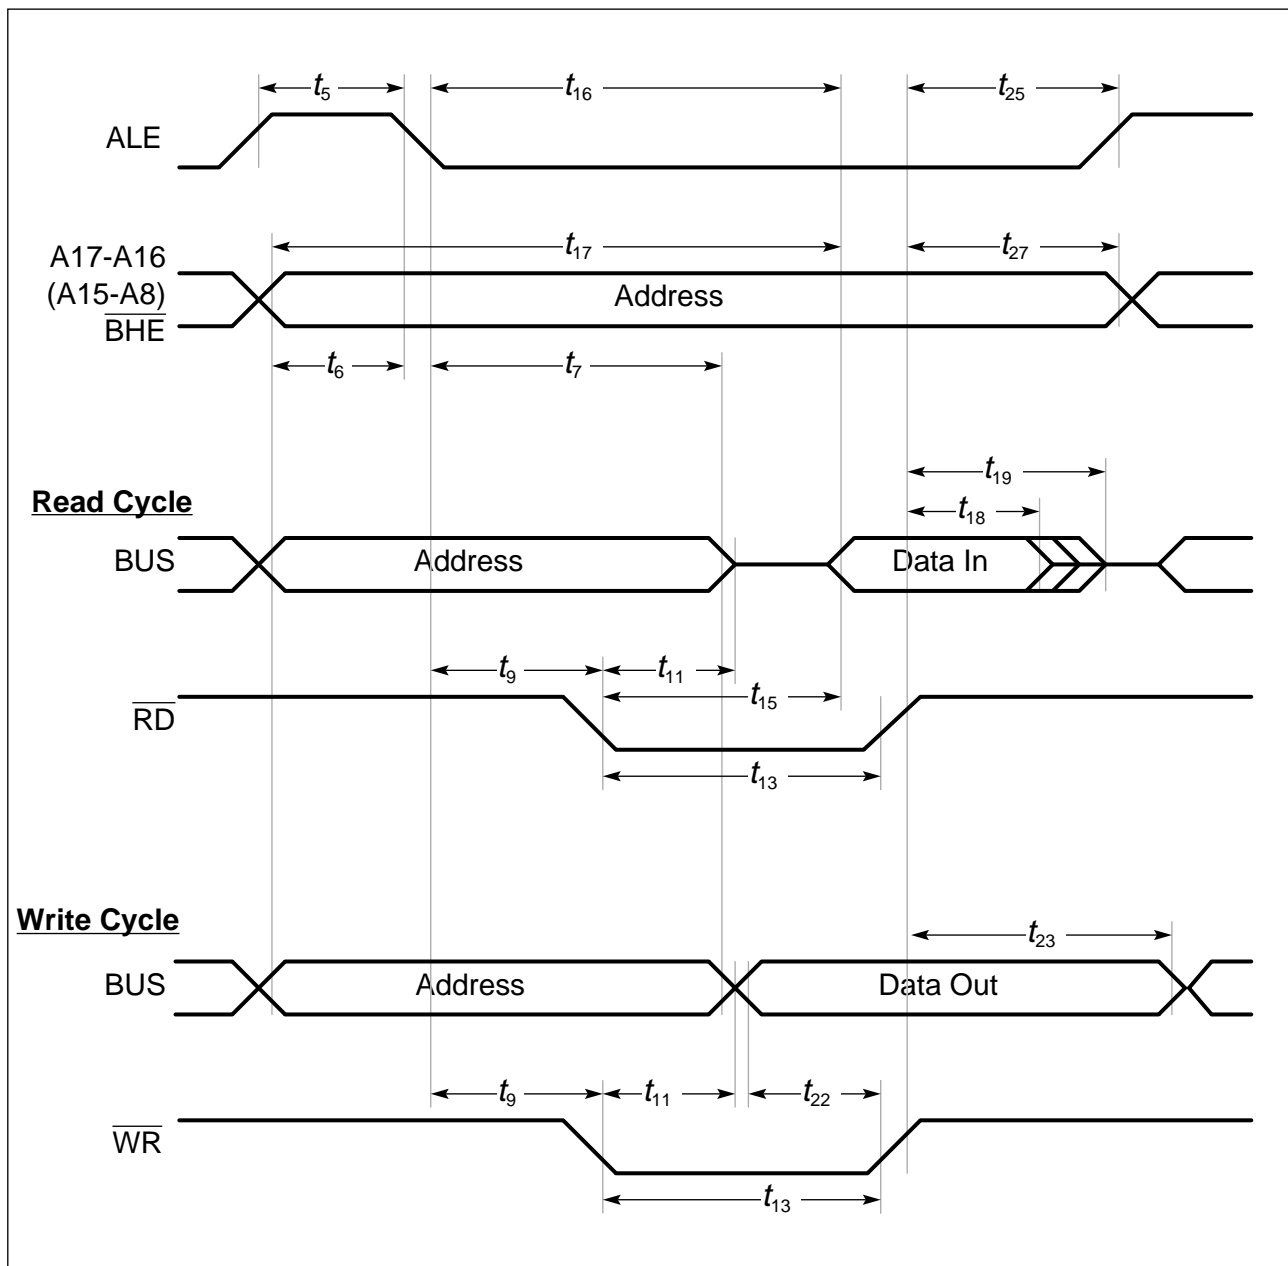 t5 t16 t25
ALE
t17 t27
A17-A16
(A15-A8)
BHE
Address
t6 t7
t19
Read Cycle
t18
BUS Address Data In
t9 t11
t15
RD
t13
Write Cycle
t23
BUS Address Data Out
t9 t11 t22
WR
t13